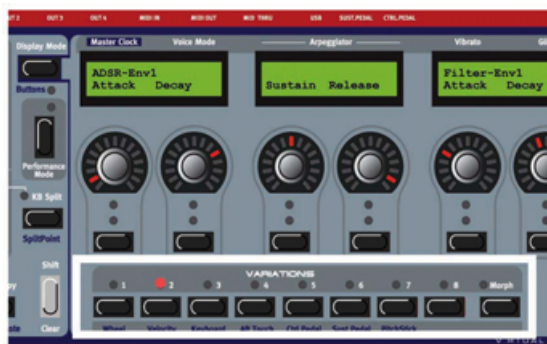 OUT 3 OUT 4 MIDI IN MIDI OUT MIDI THRU USB SUST.PEDAL CTRL.PEDAL
Display Mode
Master Clock Voice Mode Arpeggiator Vibrato
ADSR-Env1
Attack Decay
Sustain Release
Filter-Env1
Attack Decay
Buttons
Performance
Mode
KB Split
SplitPoint
Shift
Clear
VARIATIONS
1 2 3 4 5 6 7 8 Morph
Wheel Velocity Keyboard Aft Touch Ctrl Pedal Sust Pedal PitchStick